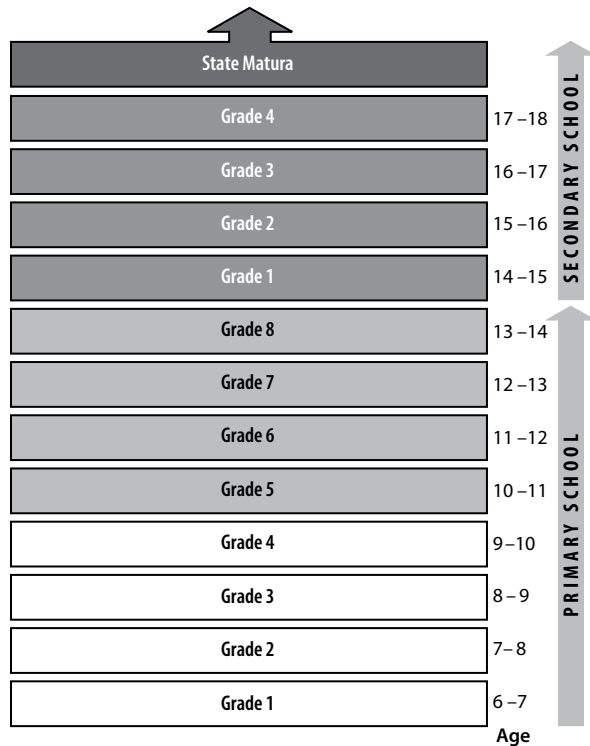 State Matura
Grade 4 17–18
Grade 3 16–17
Grade 2 15–16
Grade 1 14–15
SECONDARY SCHOOL
Grade 8 13–14
Grade 7 12–13
Grade 6 11–12
Grade 5 10–11
Grade 4 9–10
Grade 3 8–9
Grade 2 7–8
Grade 1 6–7
PRIMARY SCHOOL
Age